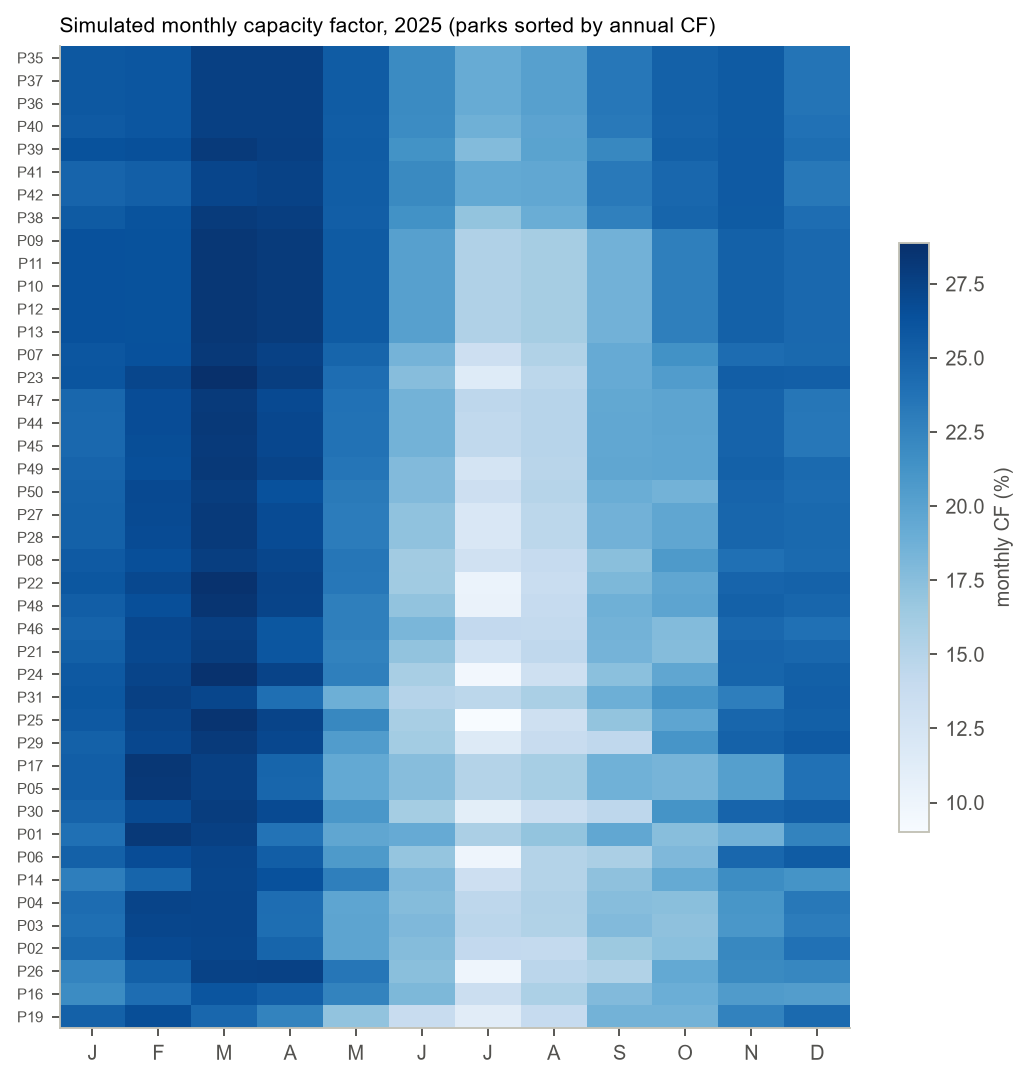 Simulated monthly capacity factor, 2025 (parks sorted by annual CF)
P35
P37
P36
P40
P39
P41
P42
P38
P09
P11
P10
P12
P13
P07
P23
P47
P44
P45
P49
P50
P27
P28
P08
P22
P48
P46
P21
P24
P31
P25
P29
P17
P05
P30
P01
P06
P14
P04
P03
P02
P26
P16
P19
J F M A M J J A S O N D
27.5
25.0
22.5
20.0
17.5
15.0
12.5
10.0
monthly CF (%)